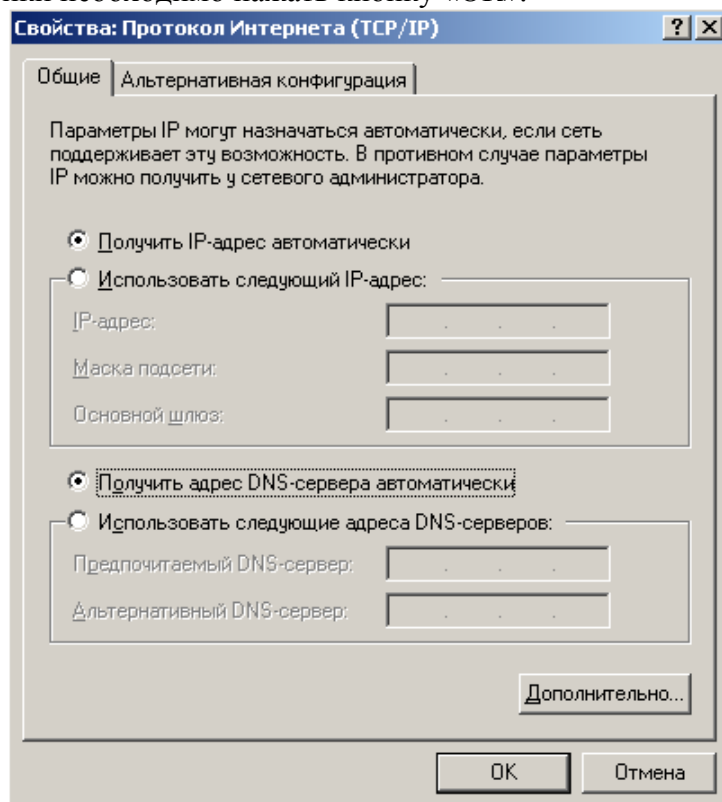 необходимо нажать кнопку
Свойства: Протокол Интернета (TCP/IP)
Общие
Альтернативная конфигурация
Параметры IP могут назначаться автоматически, если сеть
поддерживает эту возможность. В противном случае параметры
IP можно получить у сетевого администратора.
Получить IP-адрес автоматически
Использовать следующий IP-адрес:
IP-адрес:
Маска подсети:
Основной шлюз:
Получить адрес DNS-сервера автоматически
Использовать следующие адреса DNS-серверов:
Предпочитаемый DNS-сервер:
Альтернативный DNS-сервер:
Дополнительно...
OK
Отмена